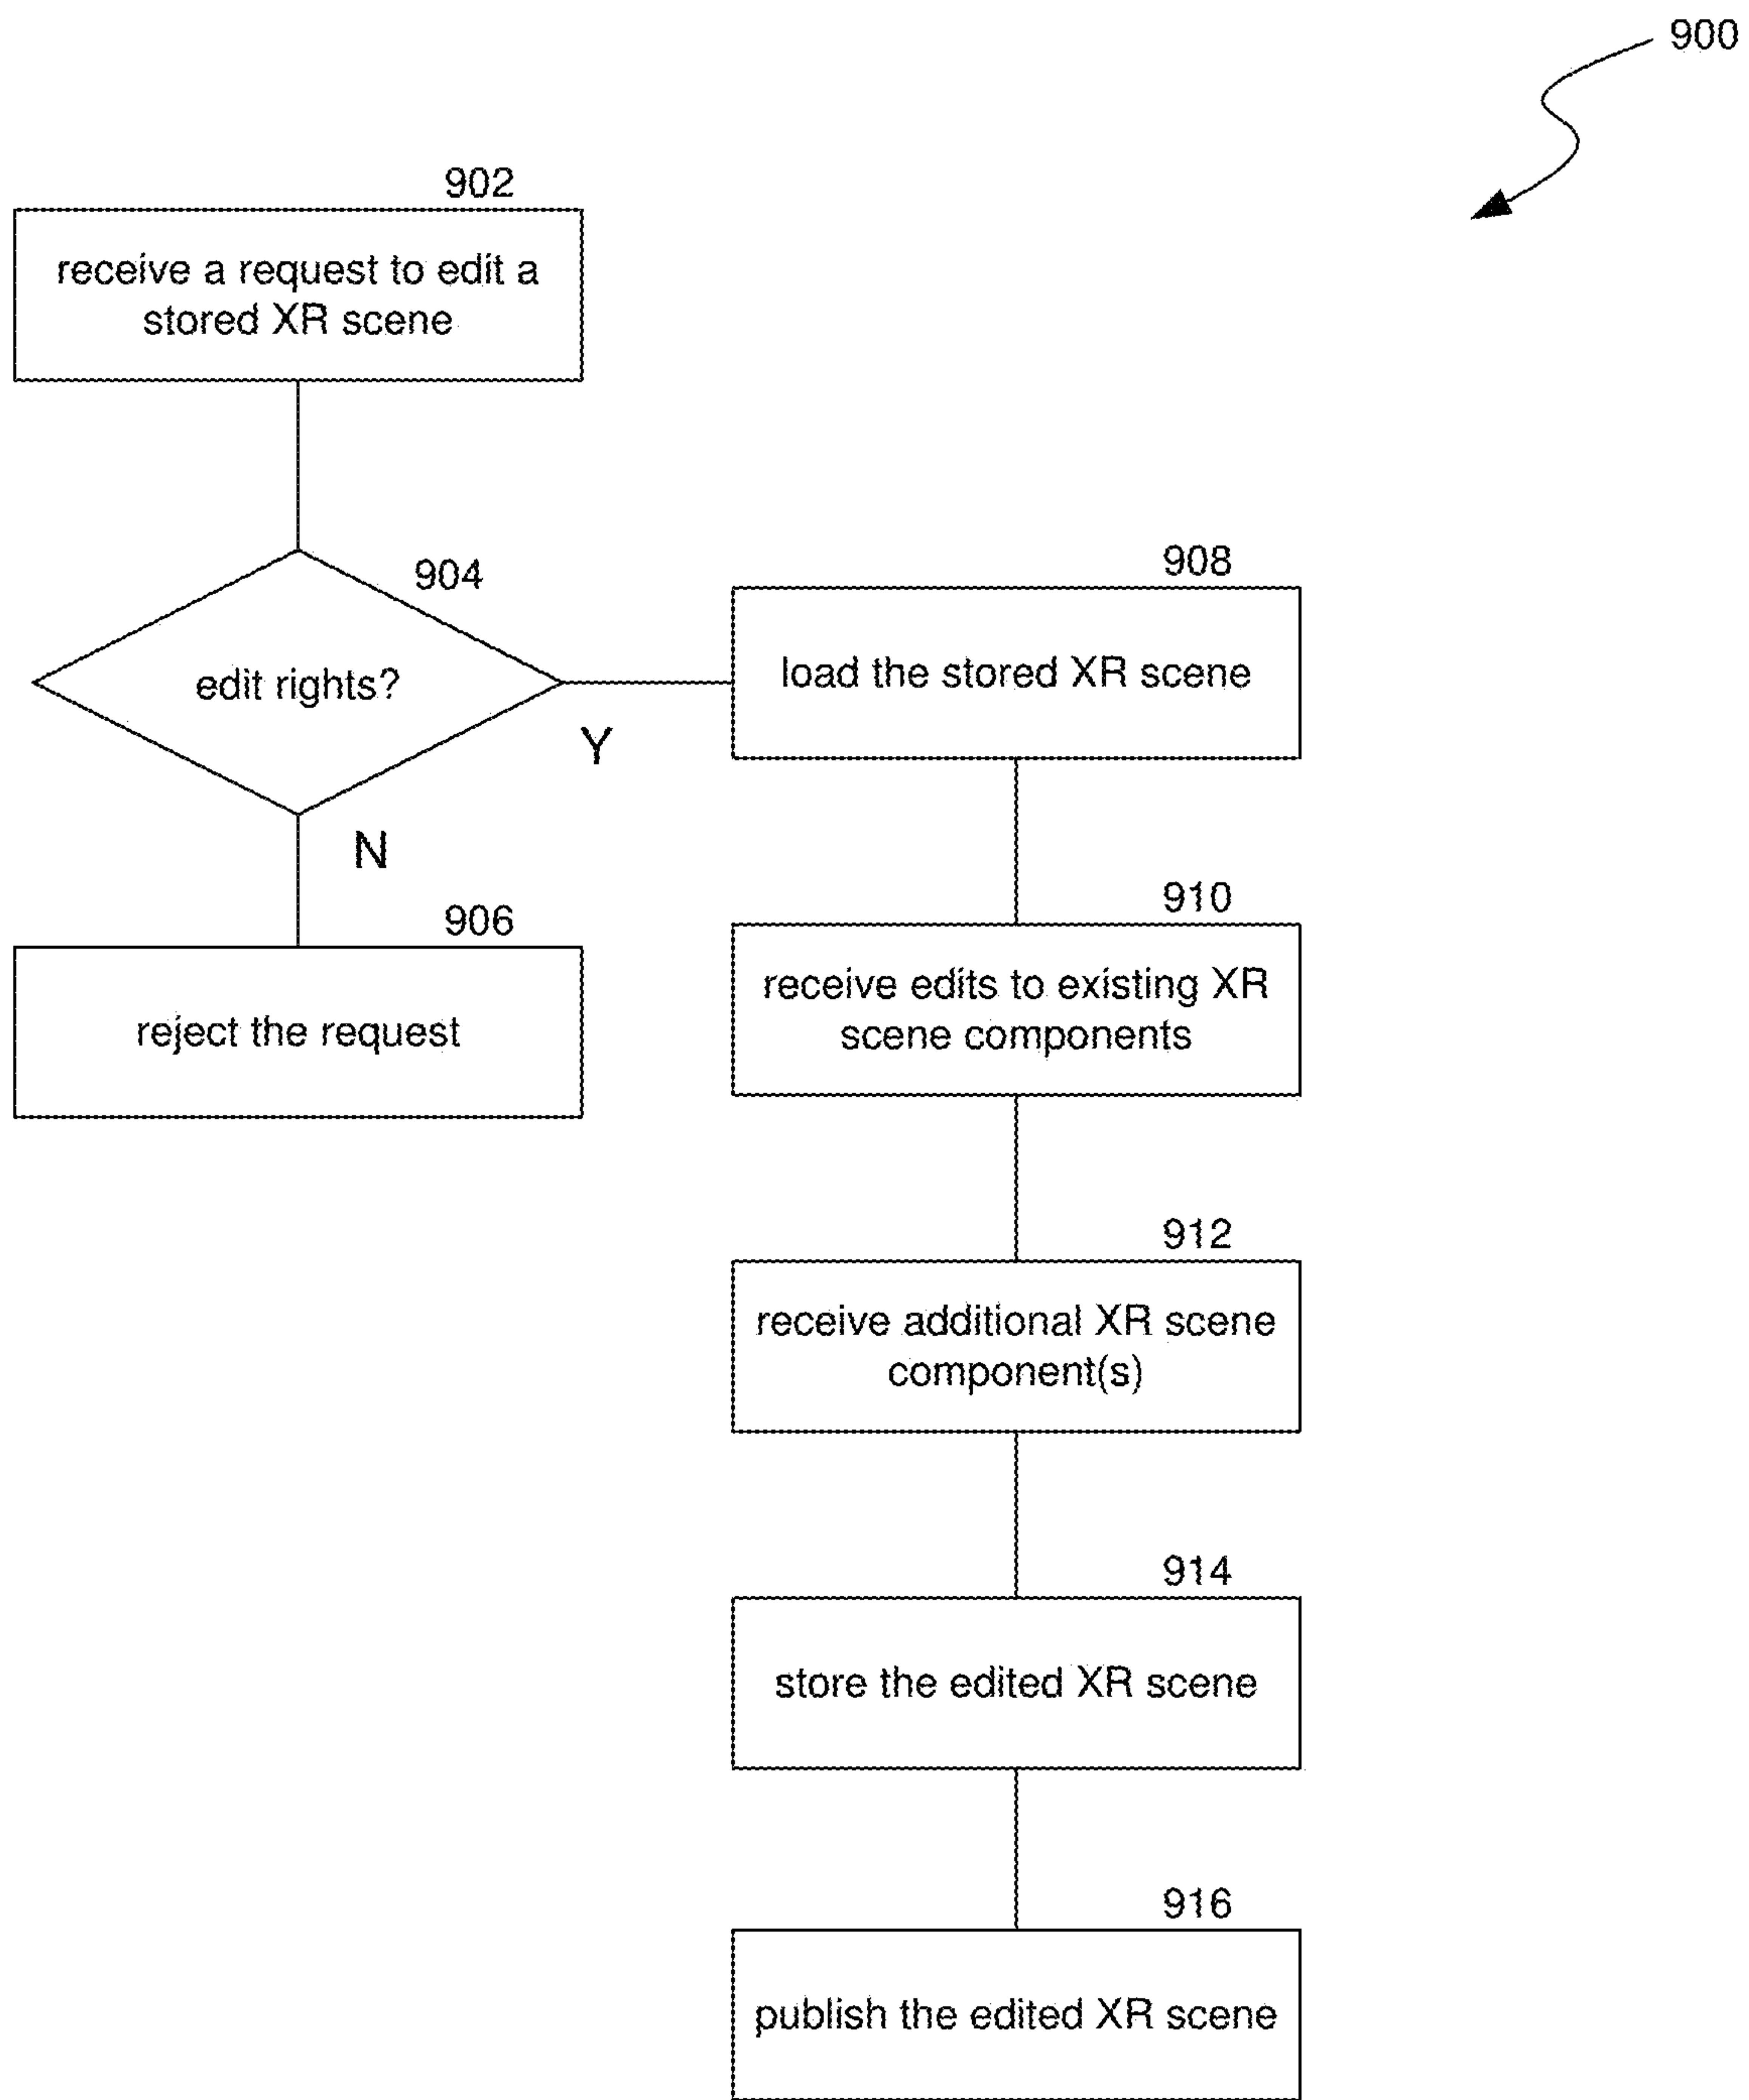 900
902
receive a request to edit a
stored XR scene
904
edit rights?
Y
N
906
reject the request
908
load the stored XR scene
910
receive edits to existing XR
scene components
912
receive additional XR scene
component(s)
914
store the edited XR scene
916
publish the edited XR scene